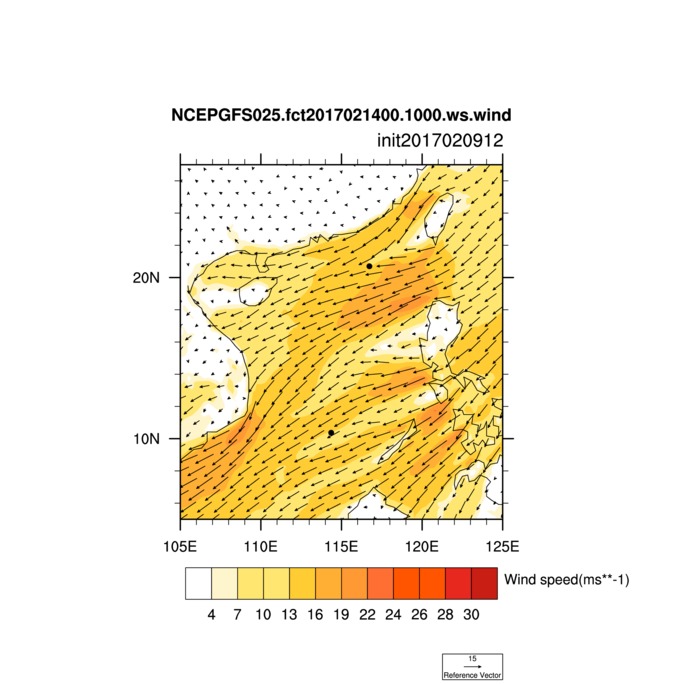 NCEPGFS025.fct2017021400.1000.ws.wind
init2017020912
20N
10N
105E 110E 115E 120E 125E
Wind speed(ms**-1)
4 7 10 13 16 19 22 24 26 28 30
15
Reference Vector